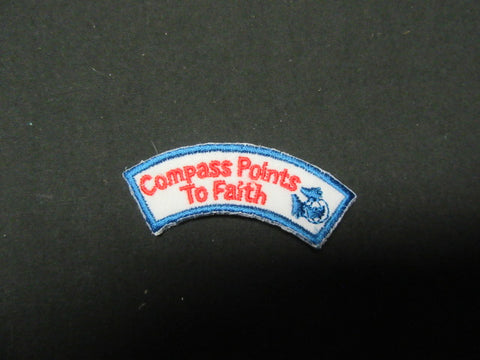 Compass Points
To Faith